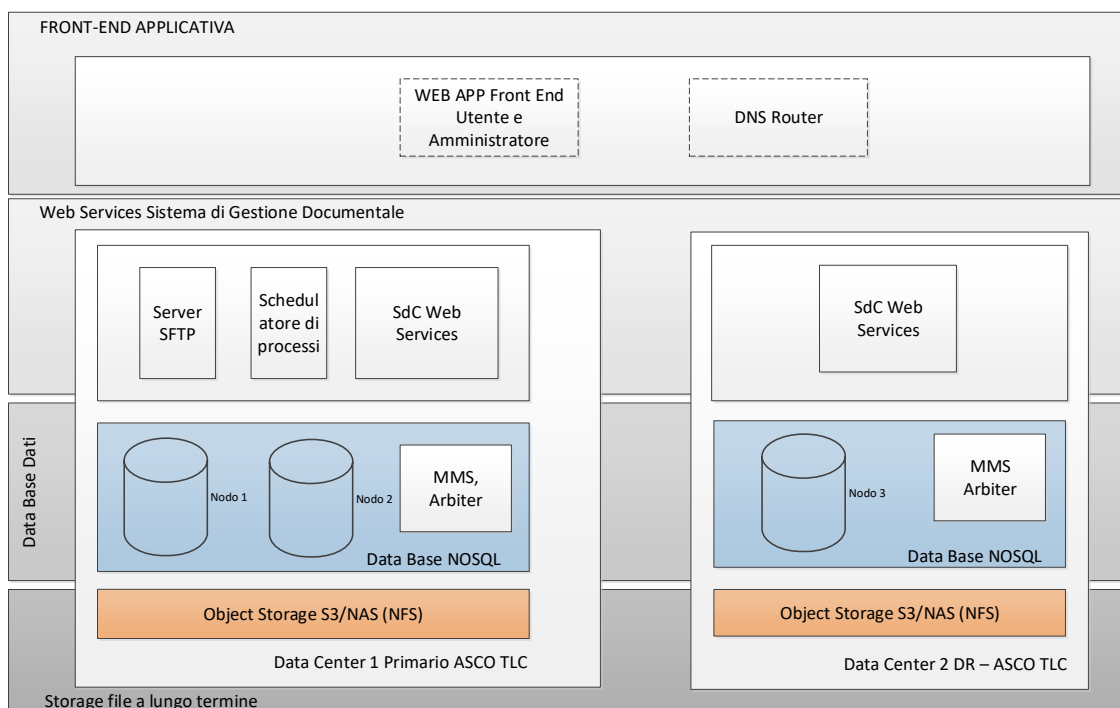 FRONT-END APPLICATIVA
WEB APP Front End
Utente e
Amministratore
DNS Router
Web Services Sistema di Gestione Documentale
Server
SFTP
Schedul
atore di
processi
SdC Web
Services
SdC Web
Services
Data Base Dati
Nodo 1
Nodo 2
MMS,
Arbiter
Data Base NOSQL
Nodo 3
MMS
Arbiter
Data Base NOSQL
Object Storage S3/NAS (NFS)
Object Storage S3/NAS (NFS)
Data Center 1 Primario ASCO TLC
Data Center 2 DR – ASCO TLC
Storage file a lungo termine